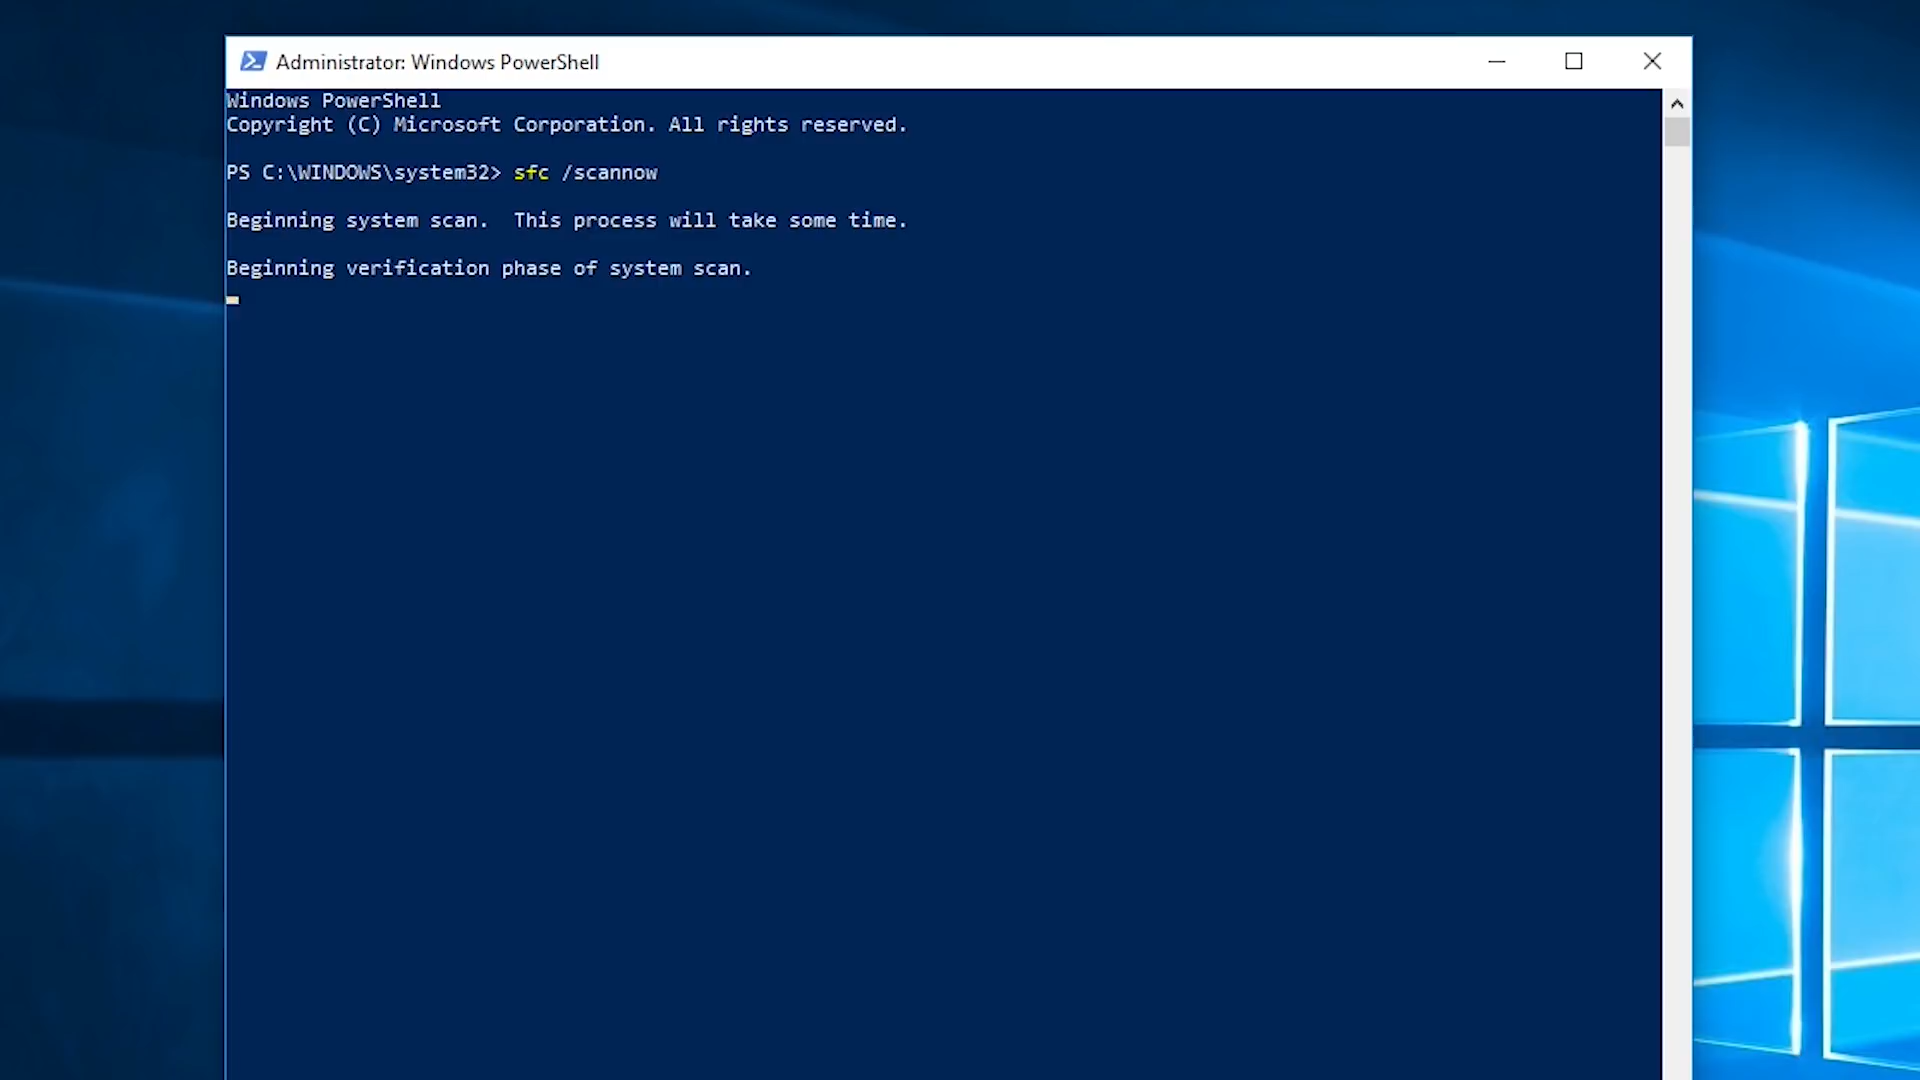 Administrator: Windows PowerShell
Windows PowerShell
Copyright (C) Microsoft Corporation. All rights reserved.
PS C:\WINDOWS\system32> sfc /scannow
Beginning system scan.  This process will take some time.
Beginning verification phase of system scan.